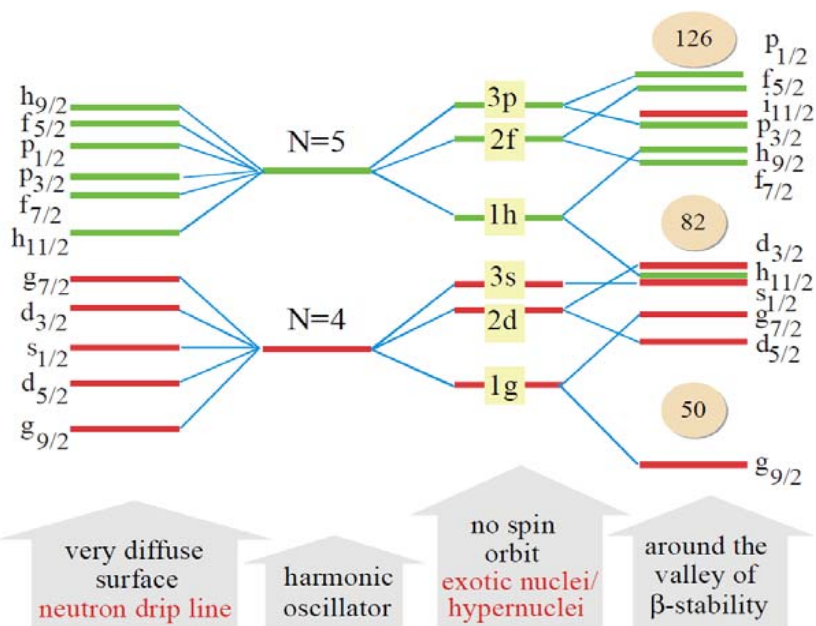 h9/2
f5/2
p1/2
p3/2
f7/2
h11/2
g7/2
d3/2
s1/2
d5/2
g9/2
N=5
N=4
3p
2f
1h
3s
2d
1g
126
82
50
p1/2
f5/2
i11/2
p3/2
h9/2
f7/2
d3/2
h11/2
s1/2
g7/2
d5/2
g9/2
very diffuse
surface
neutron drip line
harmonic
oscillator
no spin
orbit
exotic nuclei/
hypernuclei
around the
valley of
β-stability